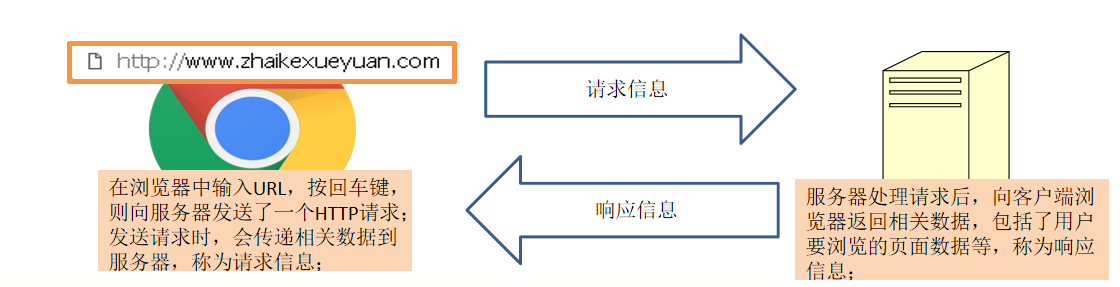 http://www.zhaikexueyuan.com
请求信息
在浏览器中输入URL，按回车键，
则向服务器发送了一个HTTP请求；
发送请求时，会传递相关数据到
服务器，称为请求信息；
响应信息
服务器处理请求后，向客户端浏
览器返回相关数据，包括了用户
要浏览的页面数据等，称为响应
信息；